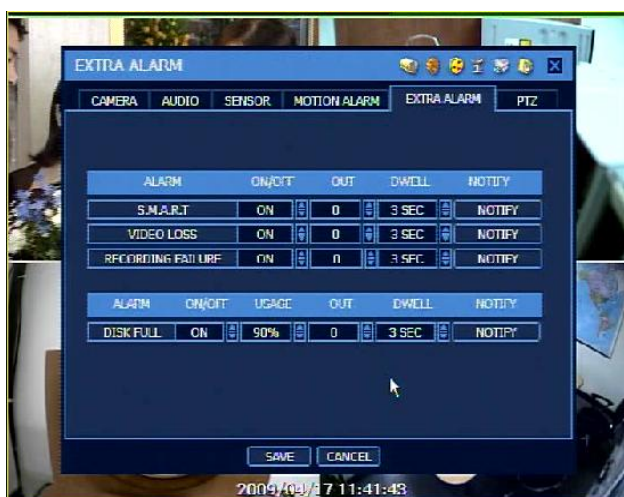 EXTRA ALARM
CAMERA AUDIO SENSOR MOTION ALARM EXTRA ALARM PTZ
ALARM ON/OFF OUT DWELL NOTIFY
S.M.A.R.T ON 0 3 SEC NOTIFY
VIDEO LOSS ON 0 3 SEC NOTIFY
RECORDING FAILURE ON 0 3 SEC NOTIFY
ALARM ON/OFF USAGE OUT DWELL NOTIFY
DISK FULL ON 90% 0 3 SEC NOTIFY
SAVE CANCEL
2009/04/17 11:41:43